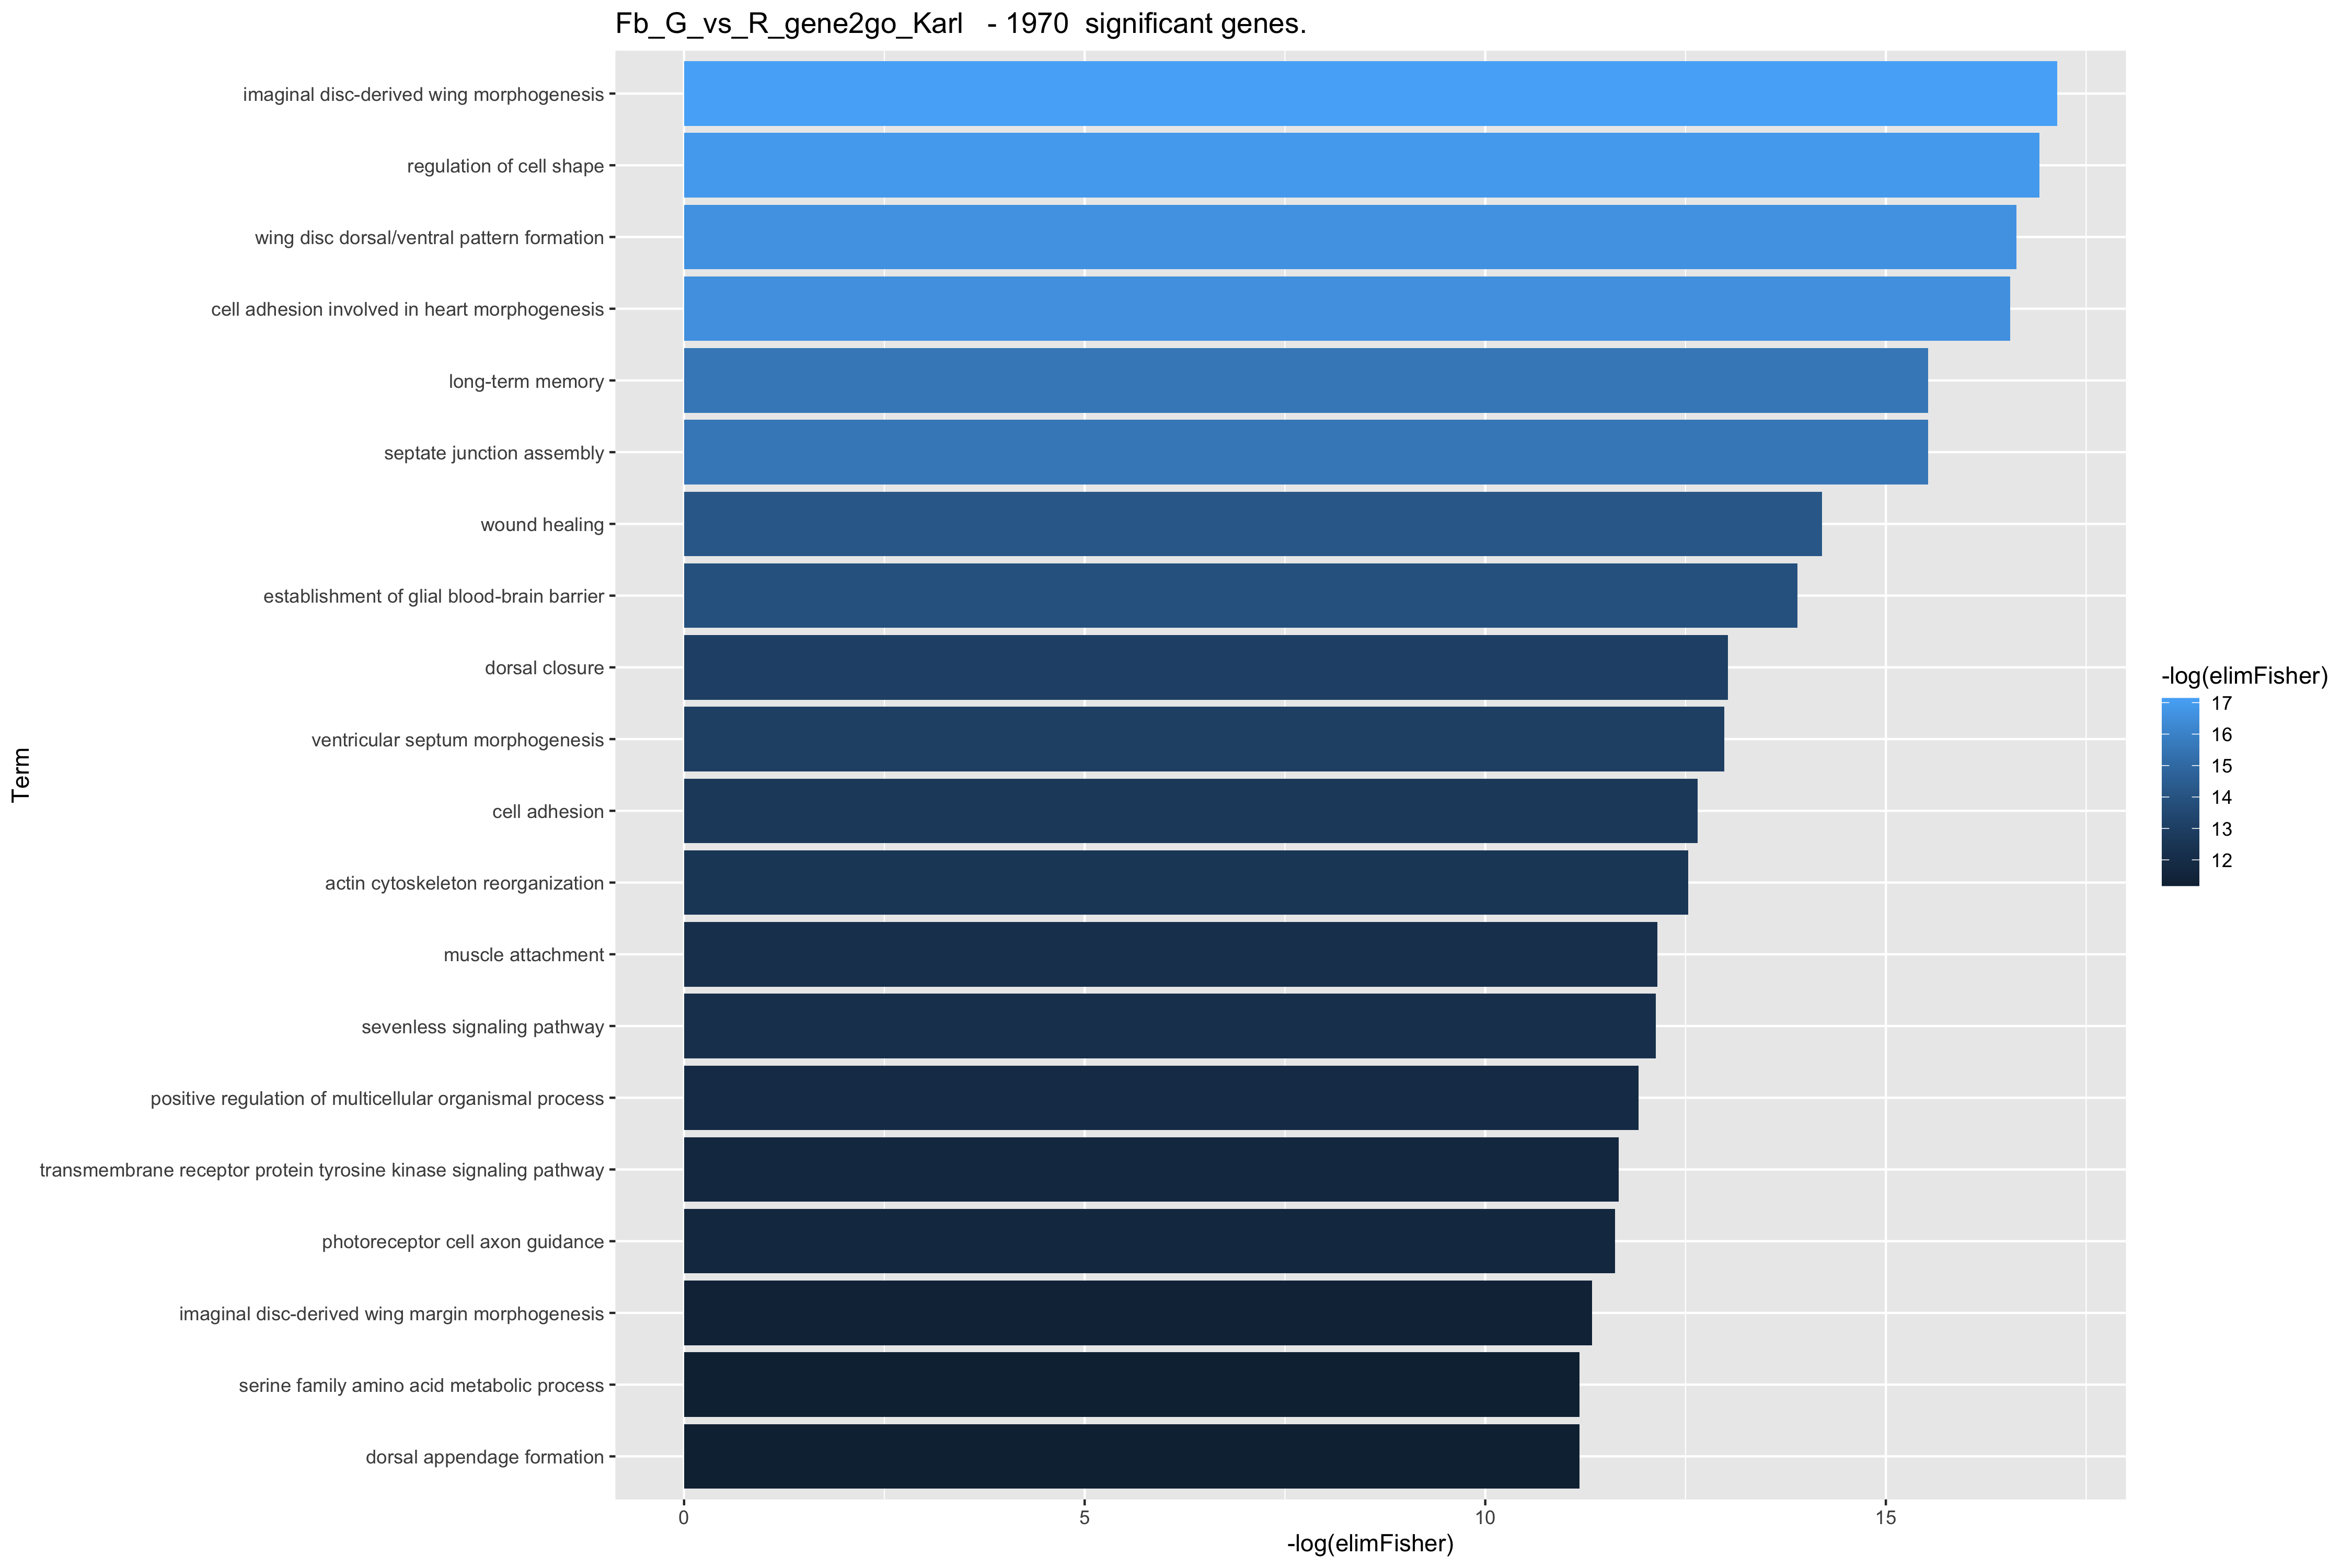 Fb_G_vs_R_gene2go_Karl   - 1970  significant genes.
imaginal disc-derived wing morphogenesis
regulation of cell shape
wing disc dorsal/ventral pattern formation
cell adhesion involved in heart morphogenesis
long-term memory
septate junction assembly
wound healing
establishment of glial blood-brain barrier
dorsal closure
ventricular septum morphogenesis
cell adhesion
actin cytoskeleton reorganization
muscle attachment
sevenless signaling pathway
positive regulation of multicellular organismal process
transmembrane receptor protein tyrosine kinase signaling pathway
photoreceptor cell axon guidance
imaginal disc-derived wing margin morphogenesis
serine family amino acid metabolic process
dorsal appendage formation
Term
0 5 10 15
-log(elimFisher)
-log(elimFisher)
17
16
15
14
13
12